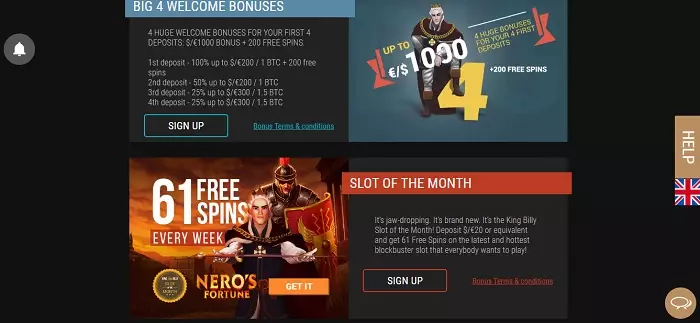 BIG 4 WELCOME BONUSES
4 HUGE WELCOME BONUSES FOR YOUR FIRST 4
DEPOSITS: $/€1000 BONUS + 200 FREE SPINS.
1st deposit - 100% up to $/€200 / 1 BTC + 200 free
spins
2nd deposit - 50% up to $/€200 / 1 BTC
3rd deposit - 25% up to $/€300 / 1.5 BTC
4th deposit - 25% up to $/€300 / 1.5 BTC
SIGN UP
Bonus Terms & conditions
UP TO
€/$1000
4 HUGE BONUSES
FOR YOUR 4 FIRST
DEPOSITS
+200 FREE SPINS
4
HELP
61 FREE
SPINS
EVERY WEEK
SLOT
OF THE
MONTH
NERO'S
FORTUNE
GET IT
SLOT OF THE MONTH
It's jaw-dropping. It's brand new. It's the King Billy
Slot of the Month! Deposit $/€20 or equivalent
and get 61 Free Spins on the latest and hottest
blockbuster slot that everybody wants to play!
SIGN UP
Bonus Terms & conditions